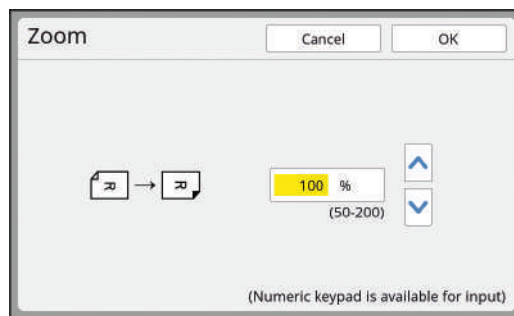 Zoom
Cancel
OK
R → R
100 %
(50-200)
(Numeric keypad is available for input)